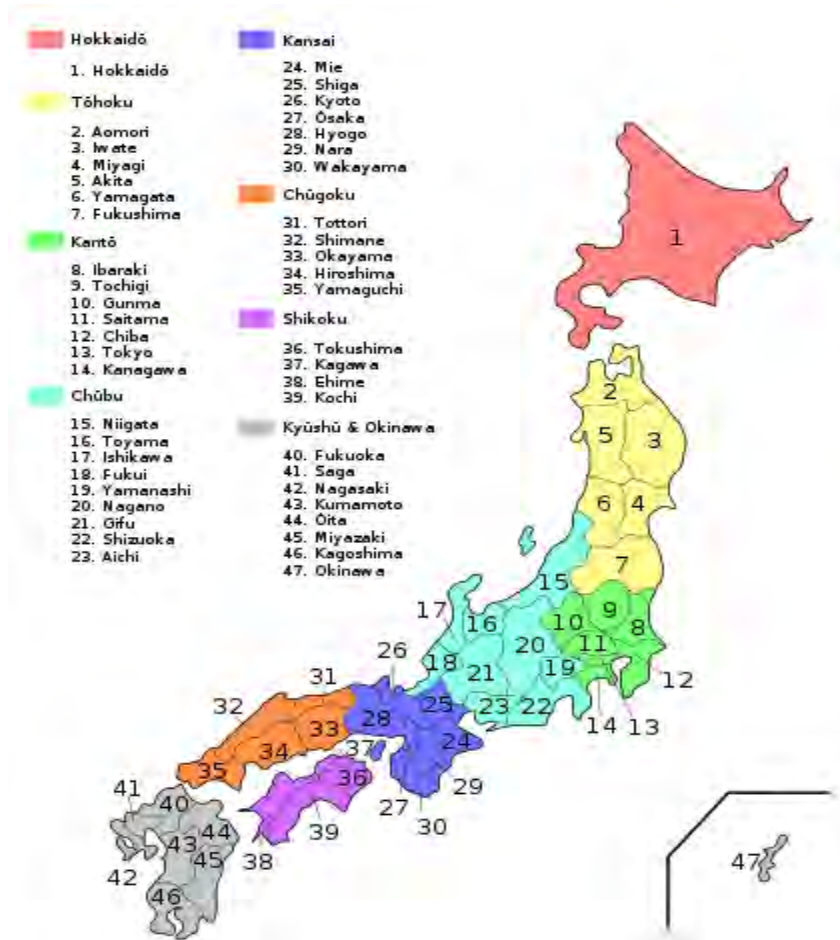 Hokkaidō
1. Hokkaidō
Tōhoku
2. Aomori
3. Iwate
4. Miyagi
5. Akita
6. Yamagata
7. Fukushima
Kantō
8. Ibaraki
9. Tochigi
10. Gunma
11. Saitama
12. Chiba
13. Tokyo
14. Kanagawa
Chūbu
15. Niigata
16. Toyama
17. Ishikawa
18. Fukui
19. Yamanashi
20. Nagano
21. Gifu
22. Shizuoka
23. Aichi
Kansai
24. Mie
25. Shiga
26. Kyoto
27. Ōsaka
28. Hyogo
29. Nara
30. Wakayama
Chūgoku
31. Tottori
32. Shimane
33. Okayama
34. Hiroshima
35. Yamaguchi
Shikoku
36. Tokushima
37. Kagawa
38. Ehime
39. Kochi
Kyūshū & Okinawa
40. Fukuoka
41. Saga
42. Nagasaki
43. Kumamoto
44. Ōita
45. Miyazaki
46. Kagoshima
47. Okinawa
1
2
5
3
6
4
7
15
17
16
10
9
8
20
11
26
18
21
19
12
31
32
28
25
23
22
14
13
33
24
34
37
35
36
29
41
40
27
30
44
39
43
38
45
42
46
47